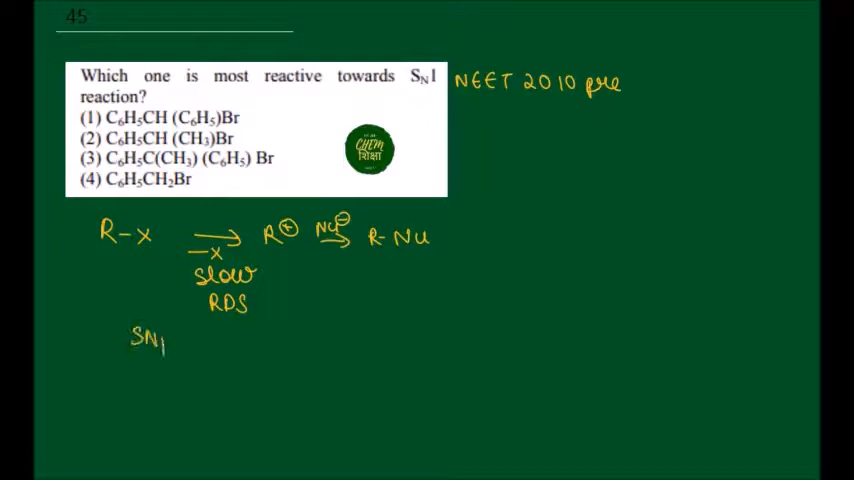 45
Which one is most reactive towards SN1
reaction?
NEET 2010 pre
(1) C6H5CH (C6H5)Br
(2) C6H5CH (CH3)Br
(3) C6H5C(CH3) (C6H5) Br
(4) C6H5CH2Br
CHEM
शिक्षा
R-X → R⊕ Nu⊖ → R-Nu
-X
slow
RDS
SN1